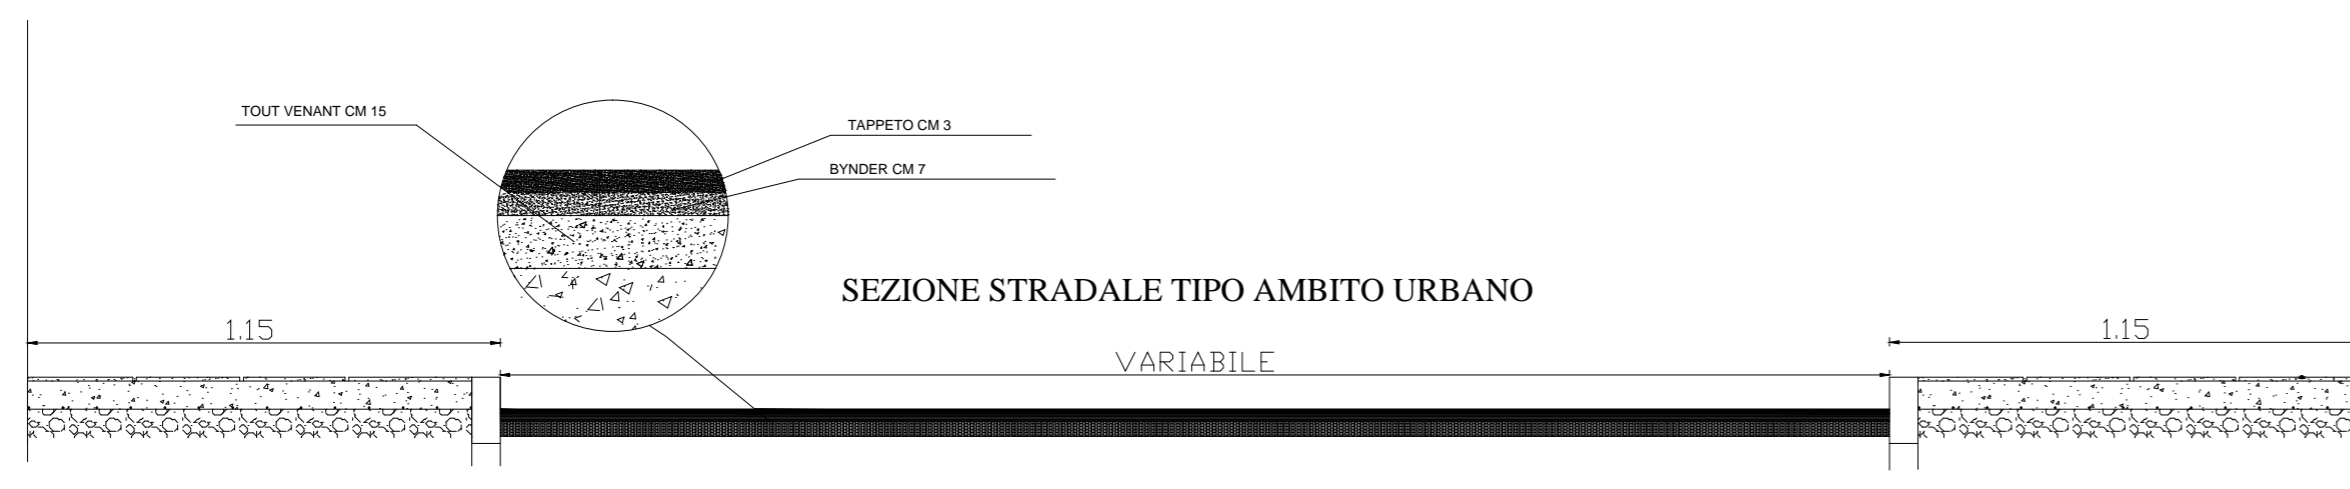 TOUT VENANT CM 15
TAPPETO CM 3
BYNDER CM 7
SEZIONE STRADALE TIPO AMBITO URBANO
1.15
1.15
VARIABILE